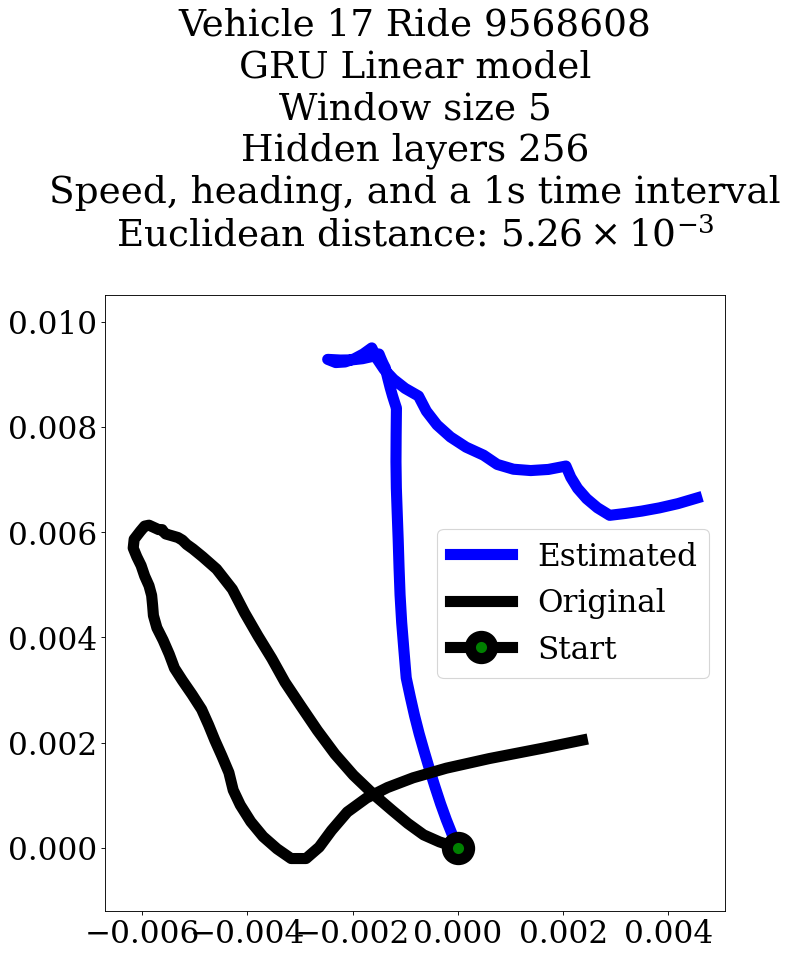 Vehicle 17 Ride 9568608
GRU Linear model
Window size 5
Hidden layers 256
Speed, heading, and a 1s time interval
Euclidean distance: 5.26 × 10⁻³
0.010
0.008
0.006
0.004
0.002
0.000
Estimated
Original
Start
−0.006 −0.004 −0.002 0.000 0.002 0.004